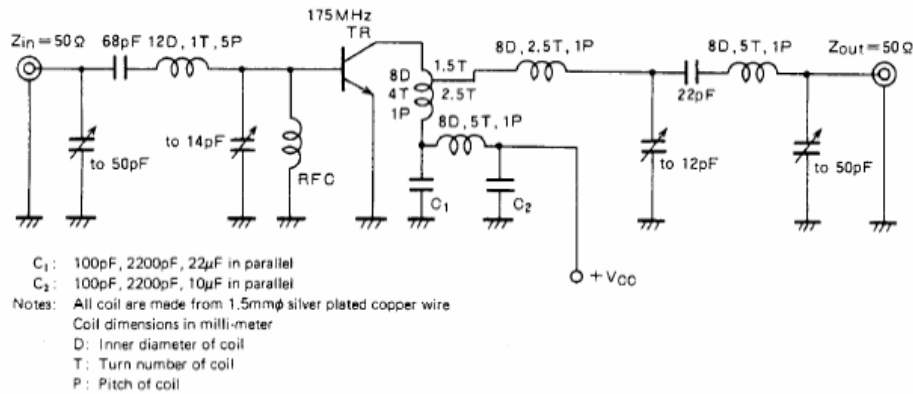 175MHz
TR
Zin=50Ω
68pF 12D, 1T, 5P
8D, 2.5T, 1P
8D, 5T, 1P
Zout=50Ω
8D
4T
1P
1.5T
2.5T
22pF
8D, 5T, 1P
to 50pF
to 14pF
RFC
C₁
C₂
to 12pF
to 50pF
+VCC
C₁: 100pF, 2200pF, 22μF in parallel
C₂: 100pF, 2200pF, 10μF in parallel
Notes: All coil are made from 1.5mmφ silver plated copper wire
Coil dimensions in milli-meter
D: Inner diameter of coil
T: Turn number of coil
P: Pitch of coil